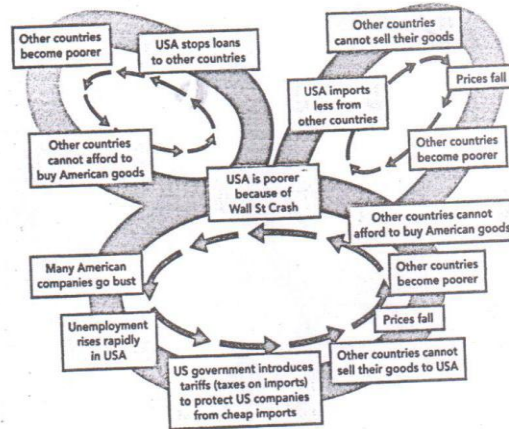 Other countries
become poorer
USA stops loans
to other countries
Other countries
cannot afford to
buy American goods
Other countries
cannot sell their goods
USA imports
less from
other countries
Prices fall
Other countries
become poorer
USA is poorer
because of
Wall St Crash
Other countries cannot
afford to buy American goods
Many American
companies go bust
Other countries
become poorer
Unemployment
rises rapidly
in USA
Prices fall
US government introduces
tariffs (taxes on imports)
to protect US companies
from cheap imports
Other countries cannot
sell their goods to USA